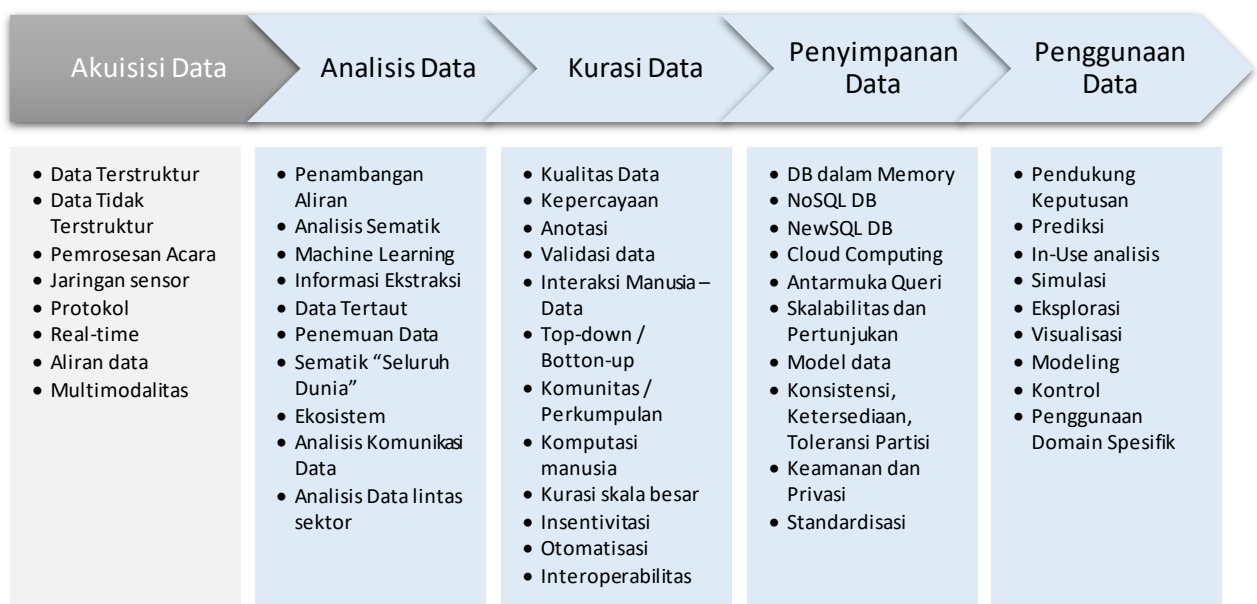 Akuisisi Data
Analisis Data
Kurasi Data
Penyimpanan
Data
Penggunaan
Data
• Data Terstruktur
• Data Tidak
Terstruktur
• Pemrosesan Acara
• Jaringan sensor
• Protokol
• Real-time
• Aliran data
• Multimodalitas
• Penambangan
Aliran
• Analisis Sematik
• Machine Learning
• Informasi Ekstraksi
• Data Tertaut
• Penemuan Data
• Sematik “Seluruh
Dunia”
• Ekosistem
• Analisis Komunikasi
Data
• Analisis Data lintas
sektor
• Kualitas Data
• Kepercayaan
• Anotasi
• Validasi data
• Interaksi Manusia –
Data
• Top-down /
Botton-up
• Komunitas /
Perkumpulan
• Komputasi
manusia
• Kurasi skala besar
• Insentivitasi
• Otomatisasi
• Interoperabilitas
• DB dalam Memory
• NoSQL DB
• NewSQL DB
• Cloud Computing
• Antarmuka Queri
• Skalabilitas dan
Pertunjukan
• Model data
• Konsistensi,
Ketersediaan,
Toleransi Partisi
• Keamanan dan
Privasi
• Standardisasi
• Pendukung
Keputusan
• Prediksi
• In-Use analisis
• Simulasi
• Eksplorasi
• Visualisasi
• Modeling
• Kontrol
• Penggunaan
Domain Spesifik